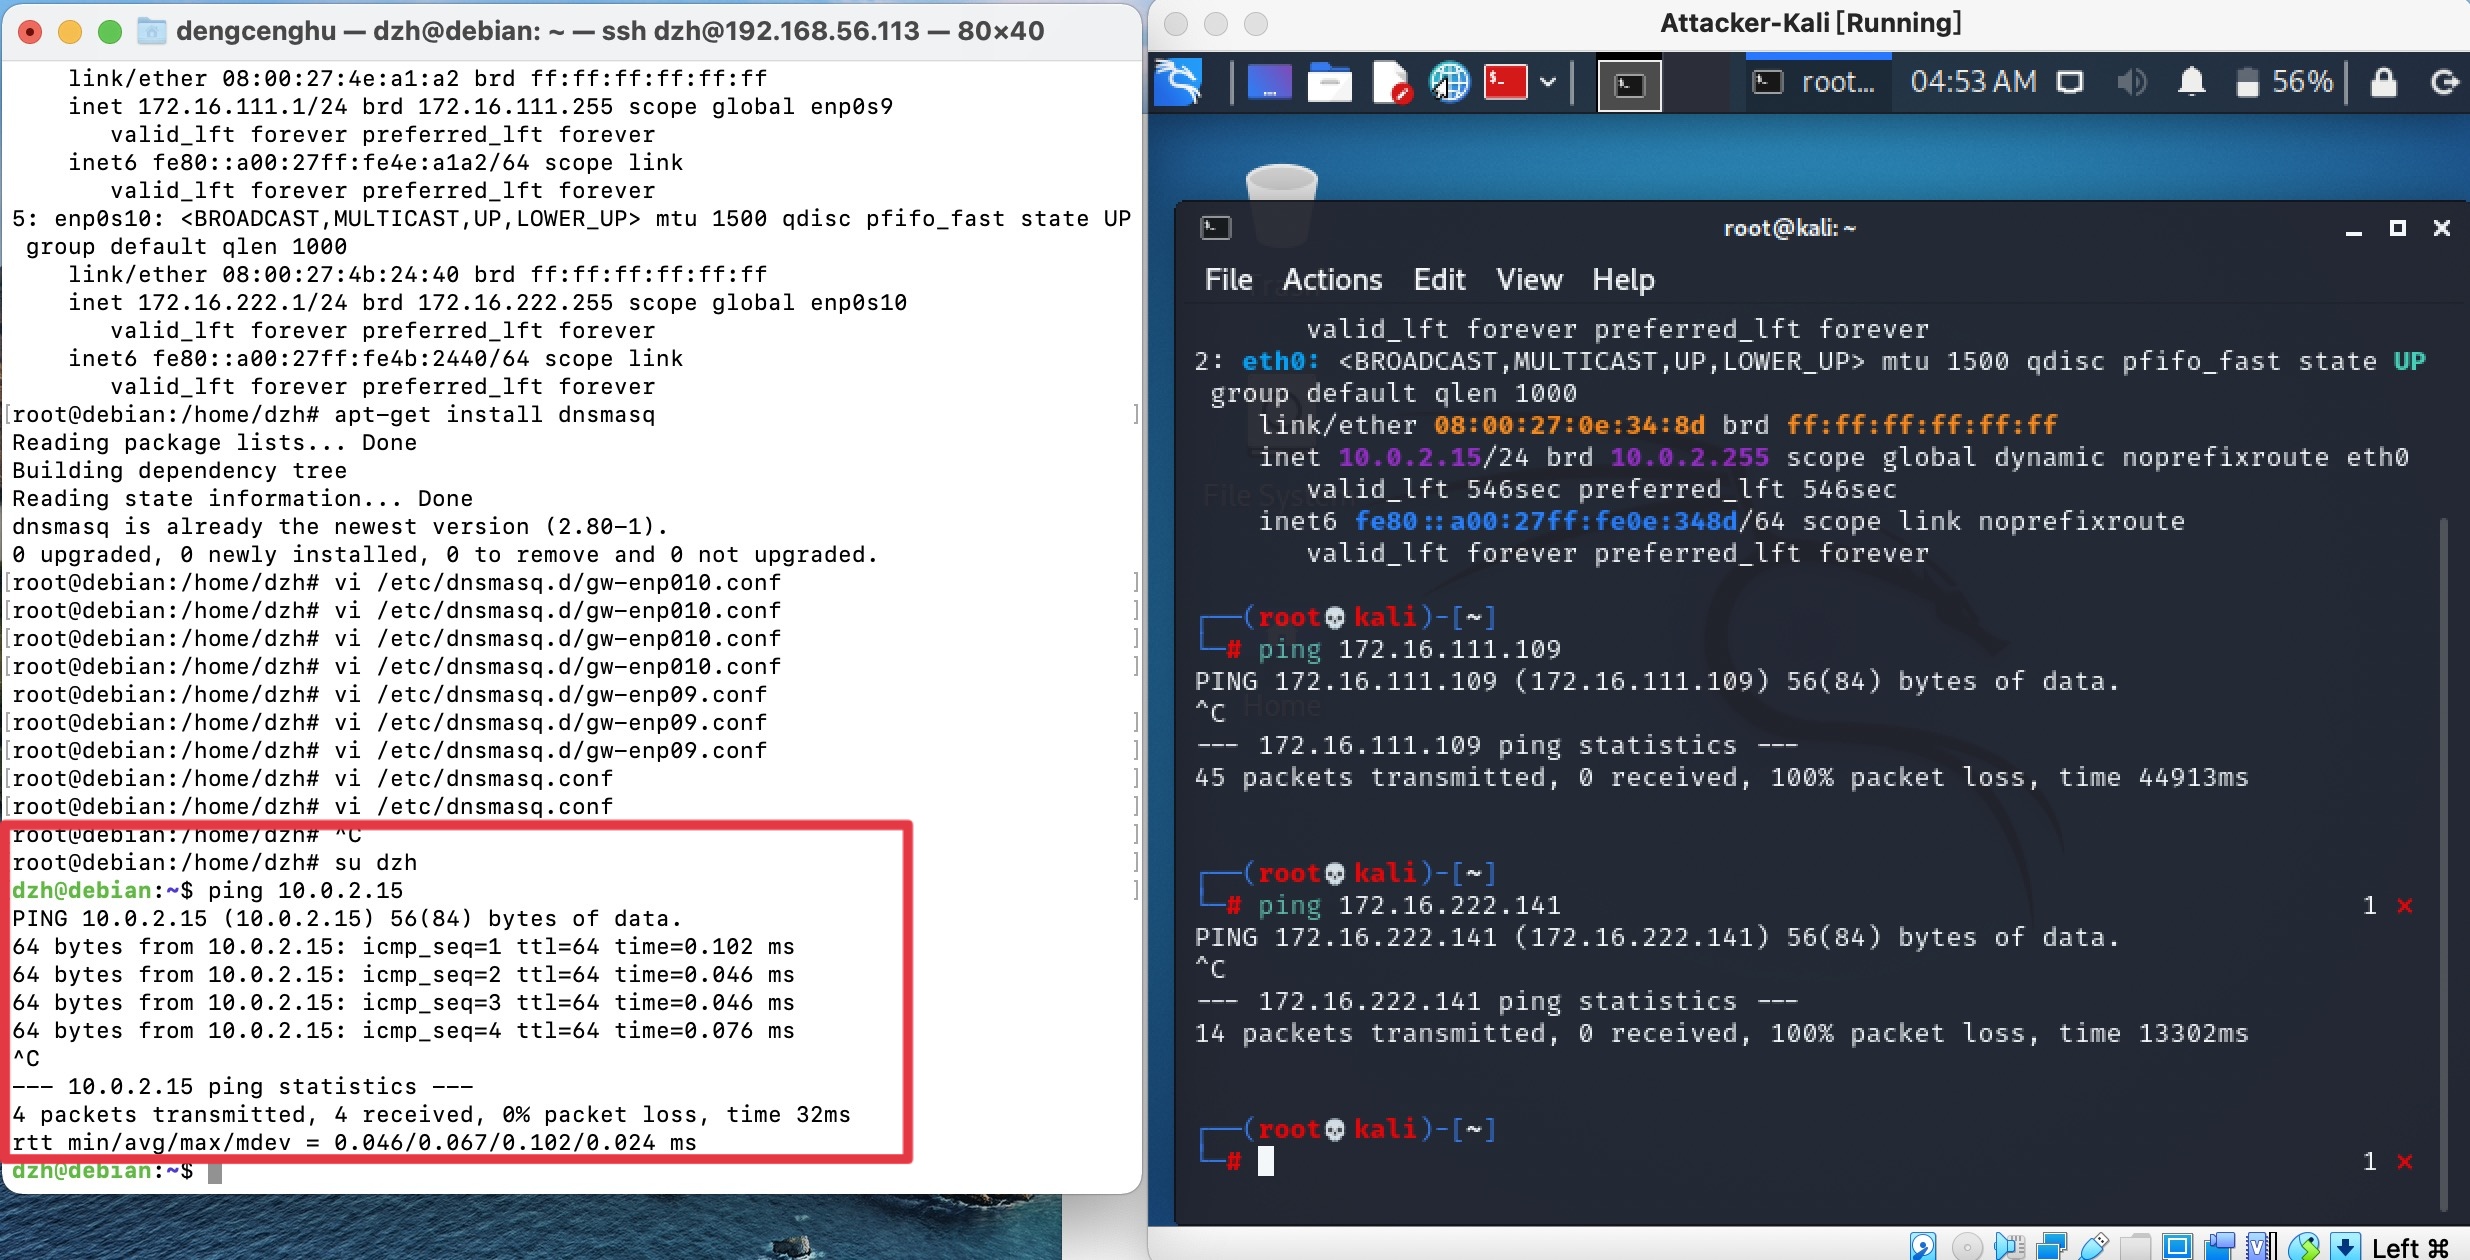 dengcenghu — dzh@debian: ~ — ssh dzh@192.168.56.113 — 80×40
    link/ether 08:00:27:4e:a1:a2 brd ff:ff:ff:ff:ff:ff
    inet 172.16.111.1/24 brd 172.16.111.255 scope global enp0s9
       valid_lft forever preferred_lft forever
    inet6 fe80::a00:27ff:fe4e:a1a2/64 scope link
       valid_lft forever preferred_lft forever
5: enp0s10: <BROADCAST,MULTICAST,UP,LOWER_UP> mtu 1500 qdisc pfifo_fast state UP
 group default qlen 1000
    link/ether 08:00:27:4b:24:40 brd ff:ff:ff:ff:ff:ff
    inet 172.16.222.1/24 brd 172.16.222.255 scope global enp0s10
       valid_lft forever preferred_lft forever
    inet6 fe80::a00:27ff:fe4b:2440/64 scope link
       valid_lft forever preferred_lft forever
[root@debian:/home/dzh# apt-get install dnsmasq ]
Reading package lists... Done
Building dependency tree
Reading state information... Done
dnsmasq is already the newest version (2.80-1).
0 upgraded, 0 newly installed, 0 to remove and 0 not upgraded.
[root@debian:/home/dzh# vi /etc/dnsmasq.d/gw-enp010.conf ]
[root@debian:/home/dzh# vi /etc/dnsmasq.d/gw-enp010.conf ]
[root@debian:/home/dzh# vi /etc/dnsmasq.d/gw-enp010.conf ]
[root@debian:/home/dzh# vi /etc/dnsmasq.d/gw-enp010.conf ]
root@debian:/home/dzh# vi /etc/dnsmasq.d/gw-enp09.conf
[root@debian:/home/dzh# vi /etc/dnsmasq.d/gw-enp09.conf ]
[root@debian:/home/dzh# vi /etc/dnsmasq.d/gw-enp09.conf ]
[root@debian:/home/dzh# vi /etc/dnsmasq.conf ]
[root@debian:/home/dzh# vi /etc/dnsmasq.conf ]
root@debian:/home/dzh# ^C ]
root@debian:/home/dzh# su dzh ]
dzh@debian:~$ ping 10.0.2.15 ]
PING 10.0.2.15 (10.0.2.15) 56(84) bytes of data.
64 bytes from 10.0.2.15: icmp_seq=1 ttl=64 time=0.102 ms
64 bytes from 10.0.2.15: icmp_seq=2 ttl=64 time=0.046 ms
64 bytes from 10.0.2.15: icmp_seq=3 ttl=64 time=0.046 ms
64 bytes from 10.0.2.15: icmp_seq=4 ttl=64 time=0.076 ms
^C
--- 10.0.2.15 ping statistics ---
4 packets transmitted, 4 received, 0% packet loss, time 32ms
rtt min/avg/max/mdev = 0.046/0.067/0.102/0.024 ms
dzh@debian:~$
Attacker-Kali [Running]
root... 04:53 AM 56%
root@kali: ~
File Actions Edit View Help
       valid_lft forever preferred_lft forever
2: eth0: <BROADCAST,MULTICAST,UP,LOWER_UP> mtu 1500 qdisc pfifo_fast state UP
 group default qlen 1000
    link/ether 08:00:27:0e:34:8d brd ff:ff:ff:ff:ff:ff
    inet 10.0.2.15/24 brd 10.0.2.255 scope global dynamic noprefixroute eth0
       valid_lft 546sec preferred_lft 546sec
    inet6 fe80::a00:27ff:fe0e:348d/64 scope link noprefixroute
       valid_lft forever preferred_lft forever
┌──(root💀kali)-[~]
└─# ping 172.16.111.109
PING 172.16.111.109 (172.16.111.109) 56(84) bytes of data.
^C
Home
--- 172.16.111.109 ping statistics ---
45 packets transmitted, 0 received, 100% packet loss, time 44913ms
┌──(root💀kali)-[~]
└─# ping 172.16.222.141 1 ⨯
PING 172.16.222.141 (172.16.222.141) 56(84) bytes of data.
^C
--- 172.16.222.141 ping statistics ---
14 packets transmitted, 0 received, 100% packet loss, time 13302ms
┌──(root💀kali)-[~]
└─# 1 ⨯
Left ⌘